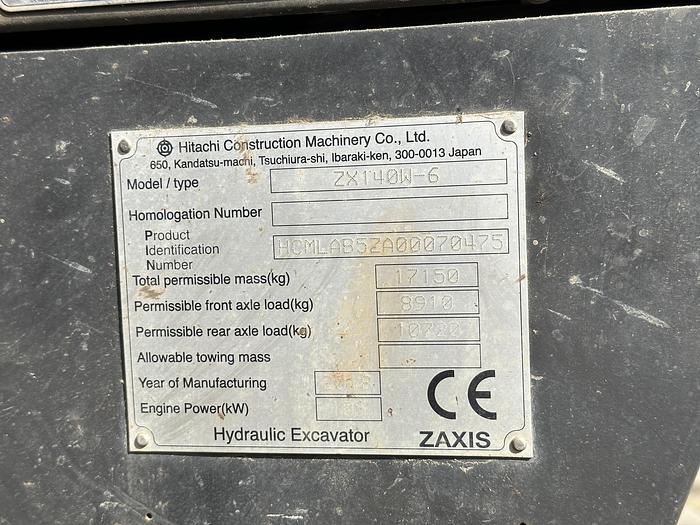 Hitachi Construction Machinery Co., Ltd.
650, Kandatsu-machi, Tsuchiura-shi, Ibaraki-ken, 300-0013 Japan
Model / type ZX140W-6
Homologation Number
Product
Identification HCMLAB5ZA00070475
Number
Total permissible mass(kg) 17150
Permissible front axle load(kg) 8910
Permissible rear axle load(kg) 10720
Allowable towing mass
Year of Manufacturing
Engine Power(kW)
CE
Hydraulic Excavator ZAXIS